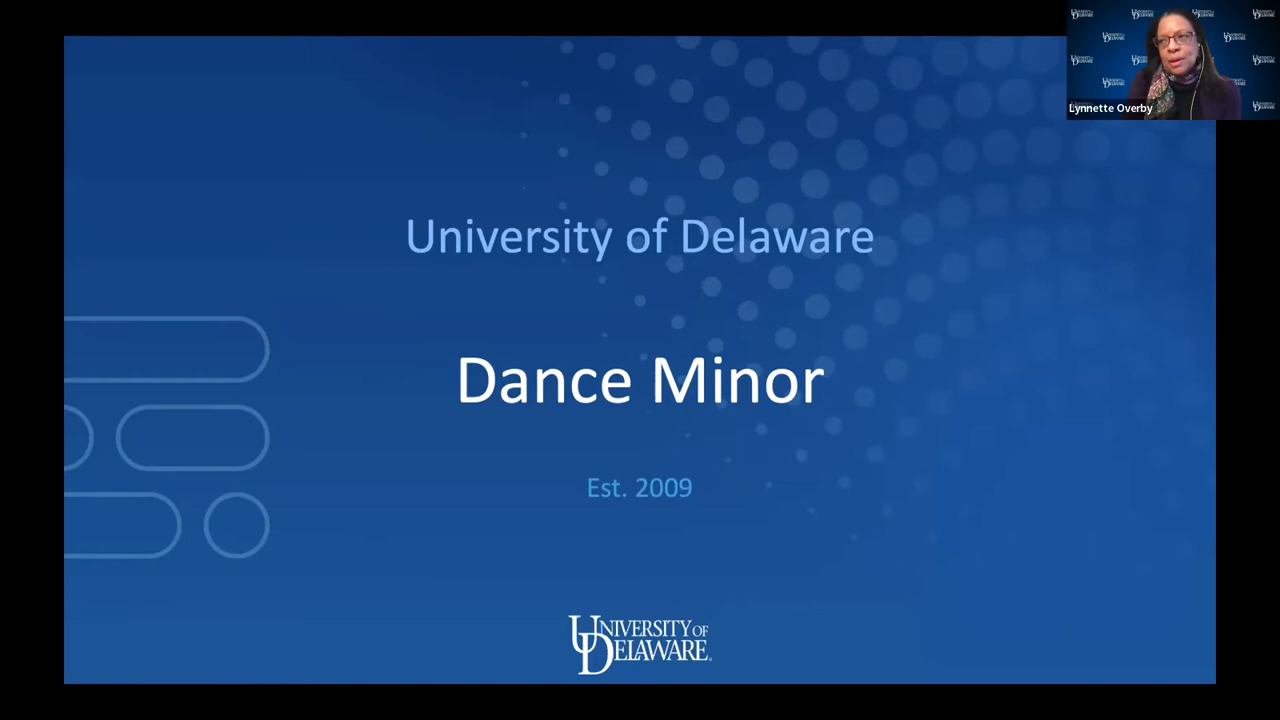 University of Delaware
Dance Minor
Est. 2009
UNIVERSITY OF
DELAWARE
Lynnette Overby